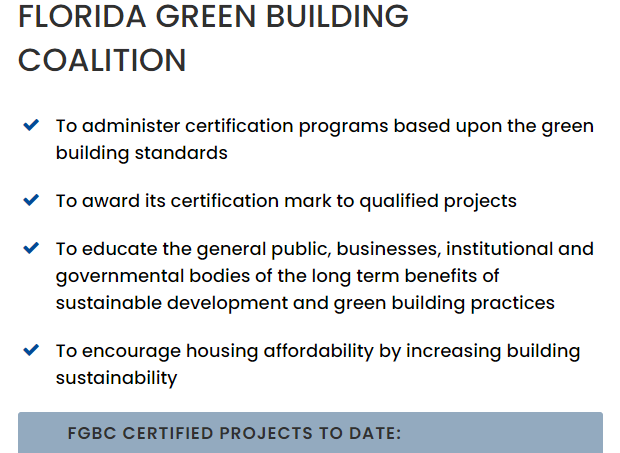 FLORIDA GREEN BUILDING
COALITION
To administer certification programs based upon the green
building standards
To award its certification mark to qualified projects
To educate the general public, businesses, institutional and
governmental bodies of the long term benefits of
sustainable development and green building practices
To encourage housing affordability by increasing building
sustainability
FGBC CERTIFIED PROJECTS TO DATE: